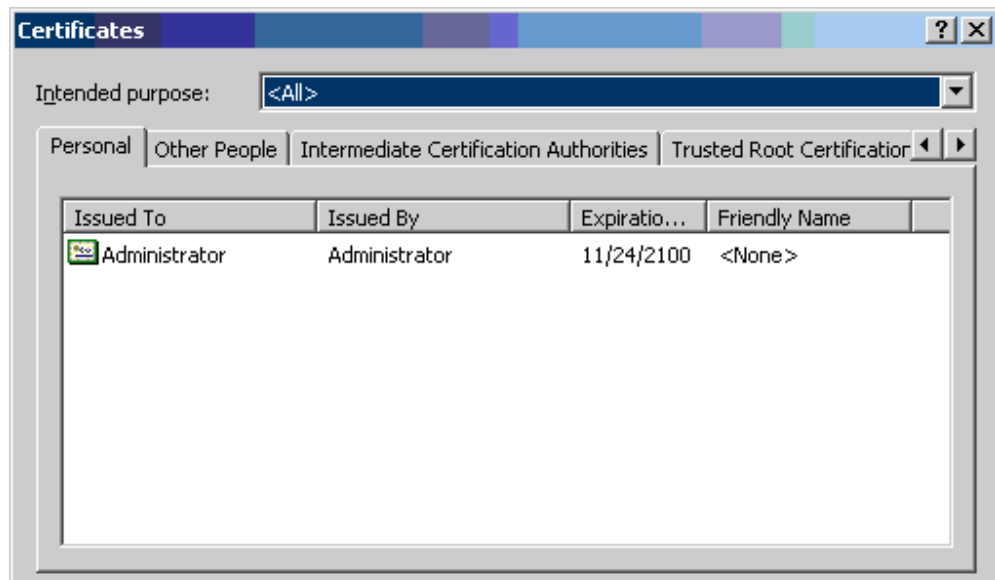 Certificates
Intended purpose: <All>
Personal Other People Intermediate Certification Authorities Trusted Root Certification
Issued To Issued By Expiratio... Friendly Name
Administrator Administrator 11/24/2100 <None>